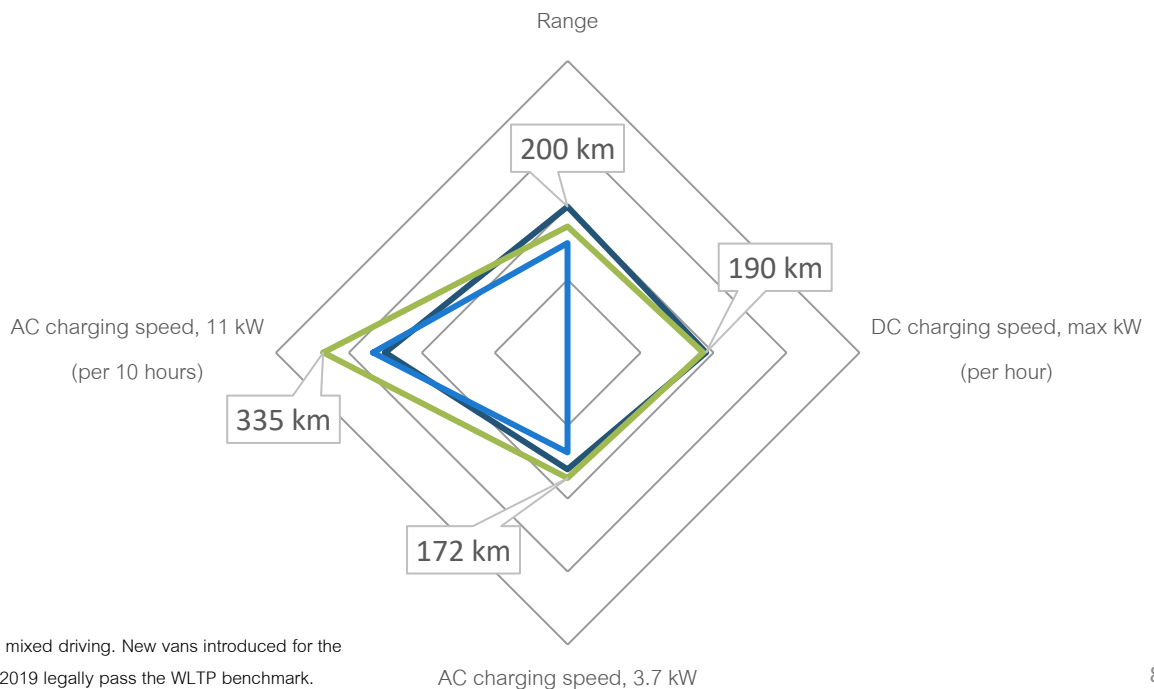 Range
200 km
190 km
AC charging speed, 11 kW
(per 10 hours)
DC charging speed, max kW
(per hour)
335 km
172 km
mixed driving. New vans introduced for the
2019 legally pass the WLTP benchmark.
AC charging speed, 3.7 kW